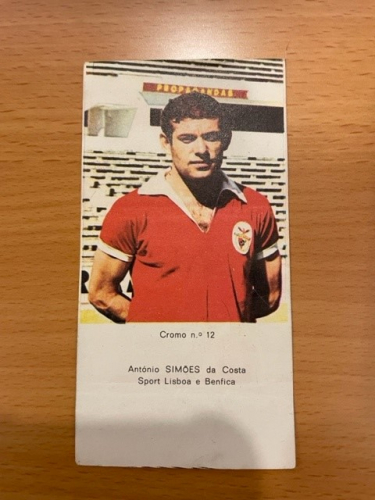 PROPAGANDAS
Cromo n.º 12
António SIMÕES da Costa
Sport Lisboa e Benfica